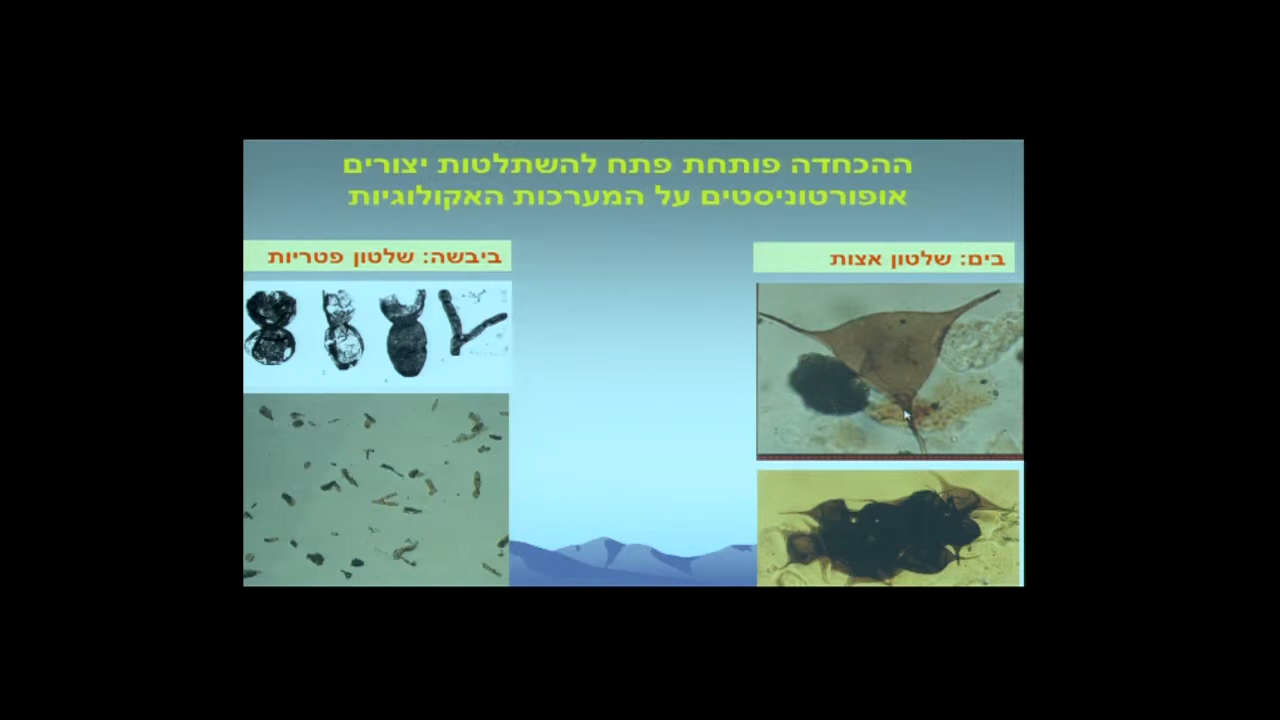 ההכחדה פותחת פתח להשתלטות יצורים
אופורטוניסטים על המערכות האקולוגיות
בים: שלטון אצות
ביבשה: שלטון פטריות